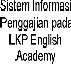 Sistem Informasi
Penggajian pada
LKP English
Academy